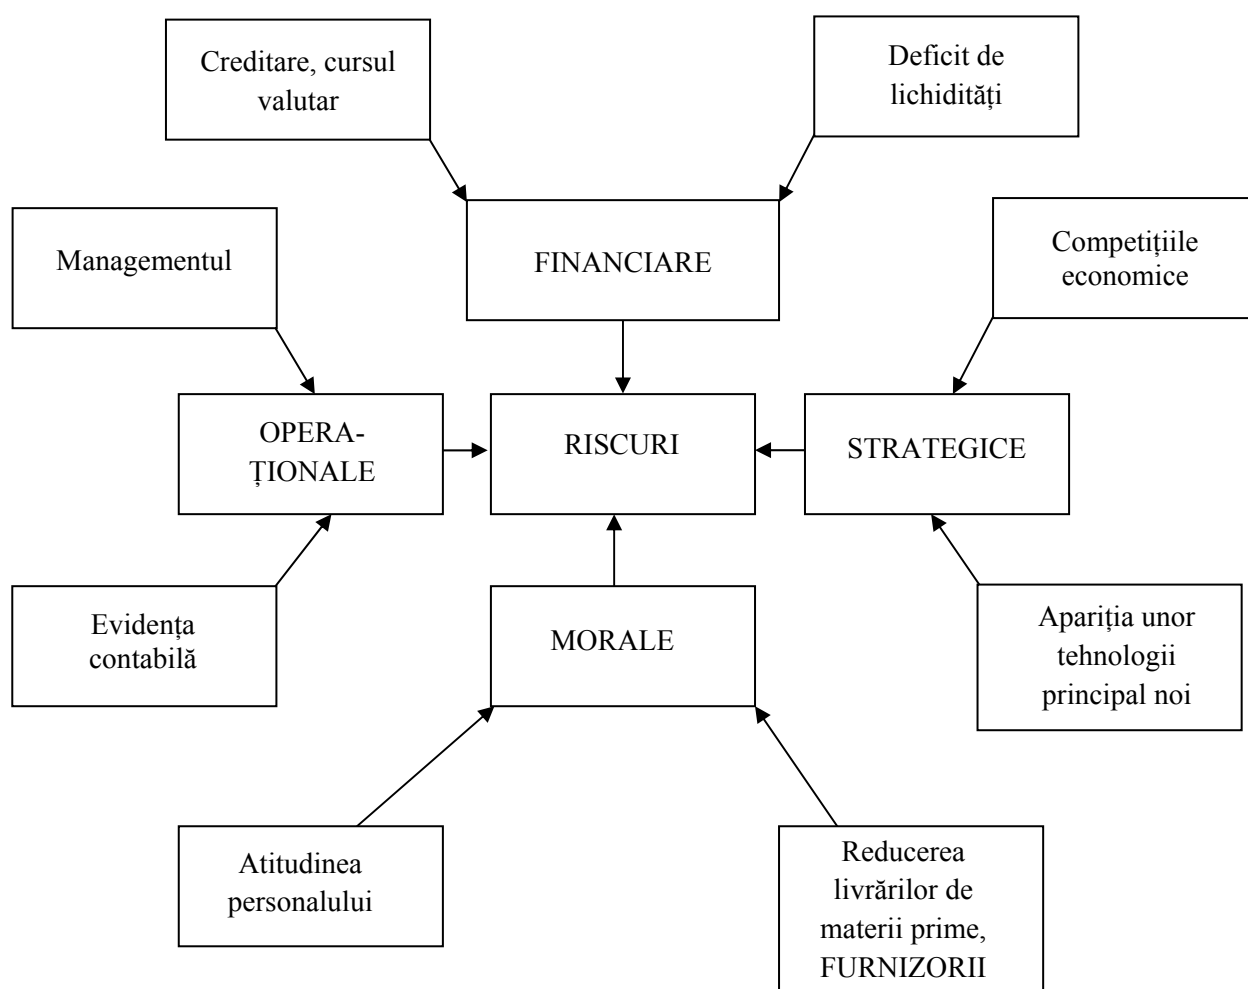 Creditare, cursul
valutar
Deficit de
lichidități
Managementul
FINANCIARE
Competițiile
economice
OPERA-
ȚIONALE
RISCURI
STRATEGICE
Evidența
contabilă
MORALE
Apariția unor
tehnologii
principal noi
Atitudinea
personalului
Reducerea
livrărilor de
materii prime,
FURNIZORII